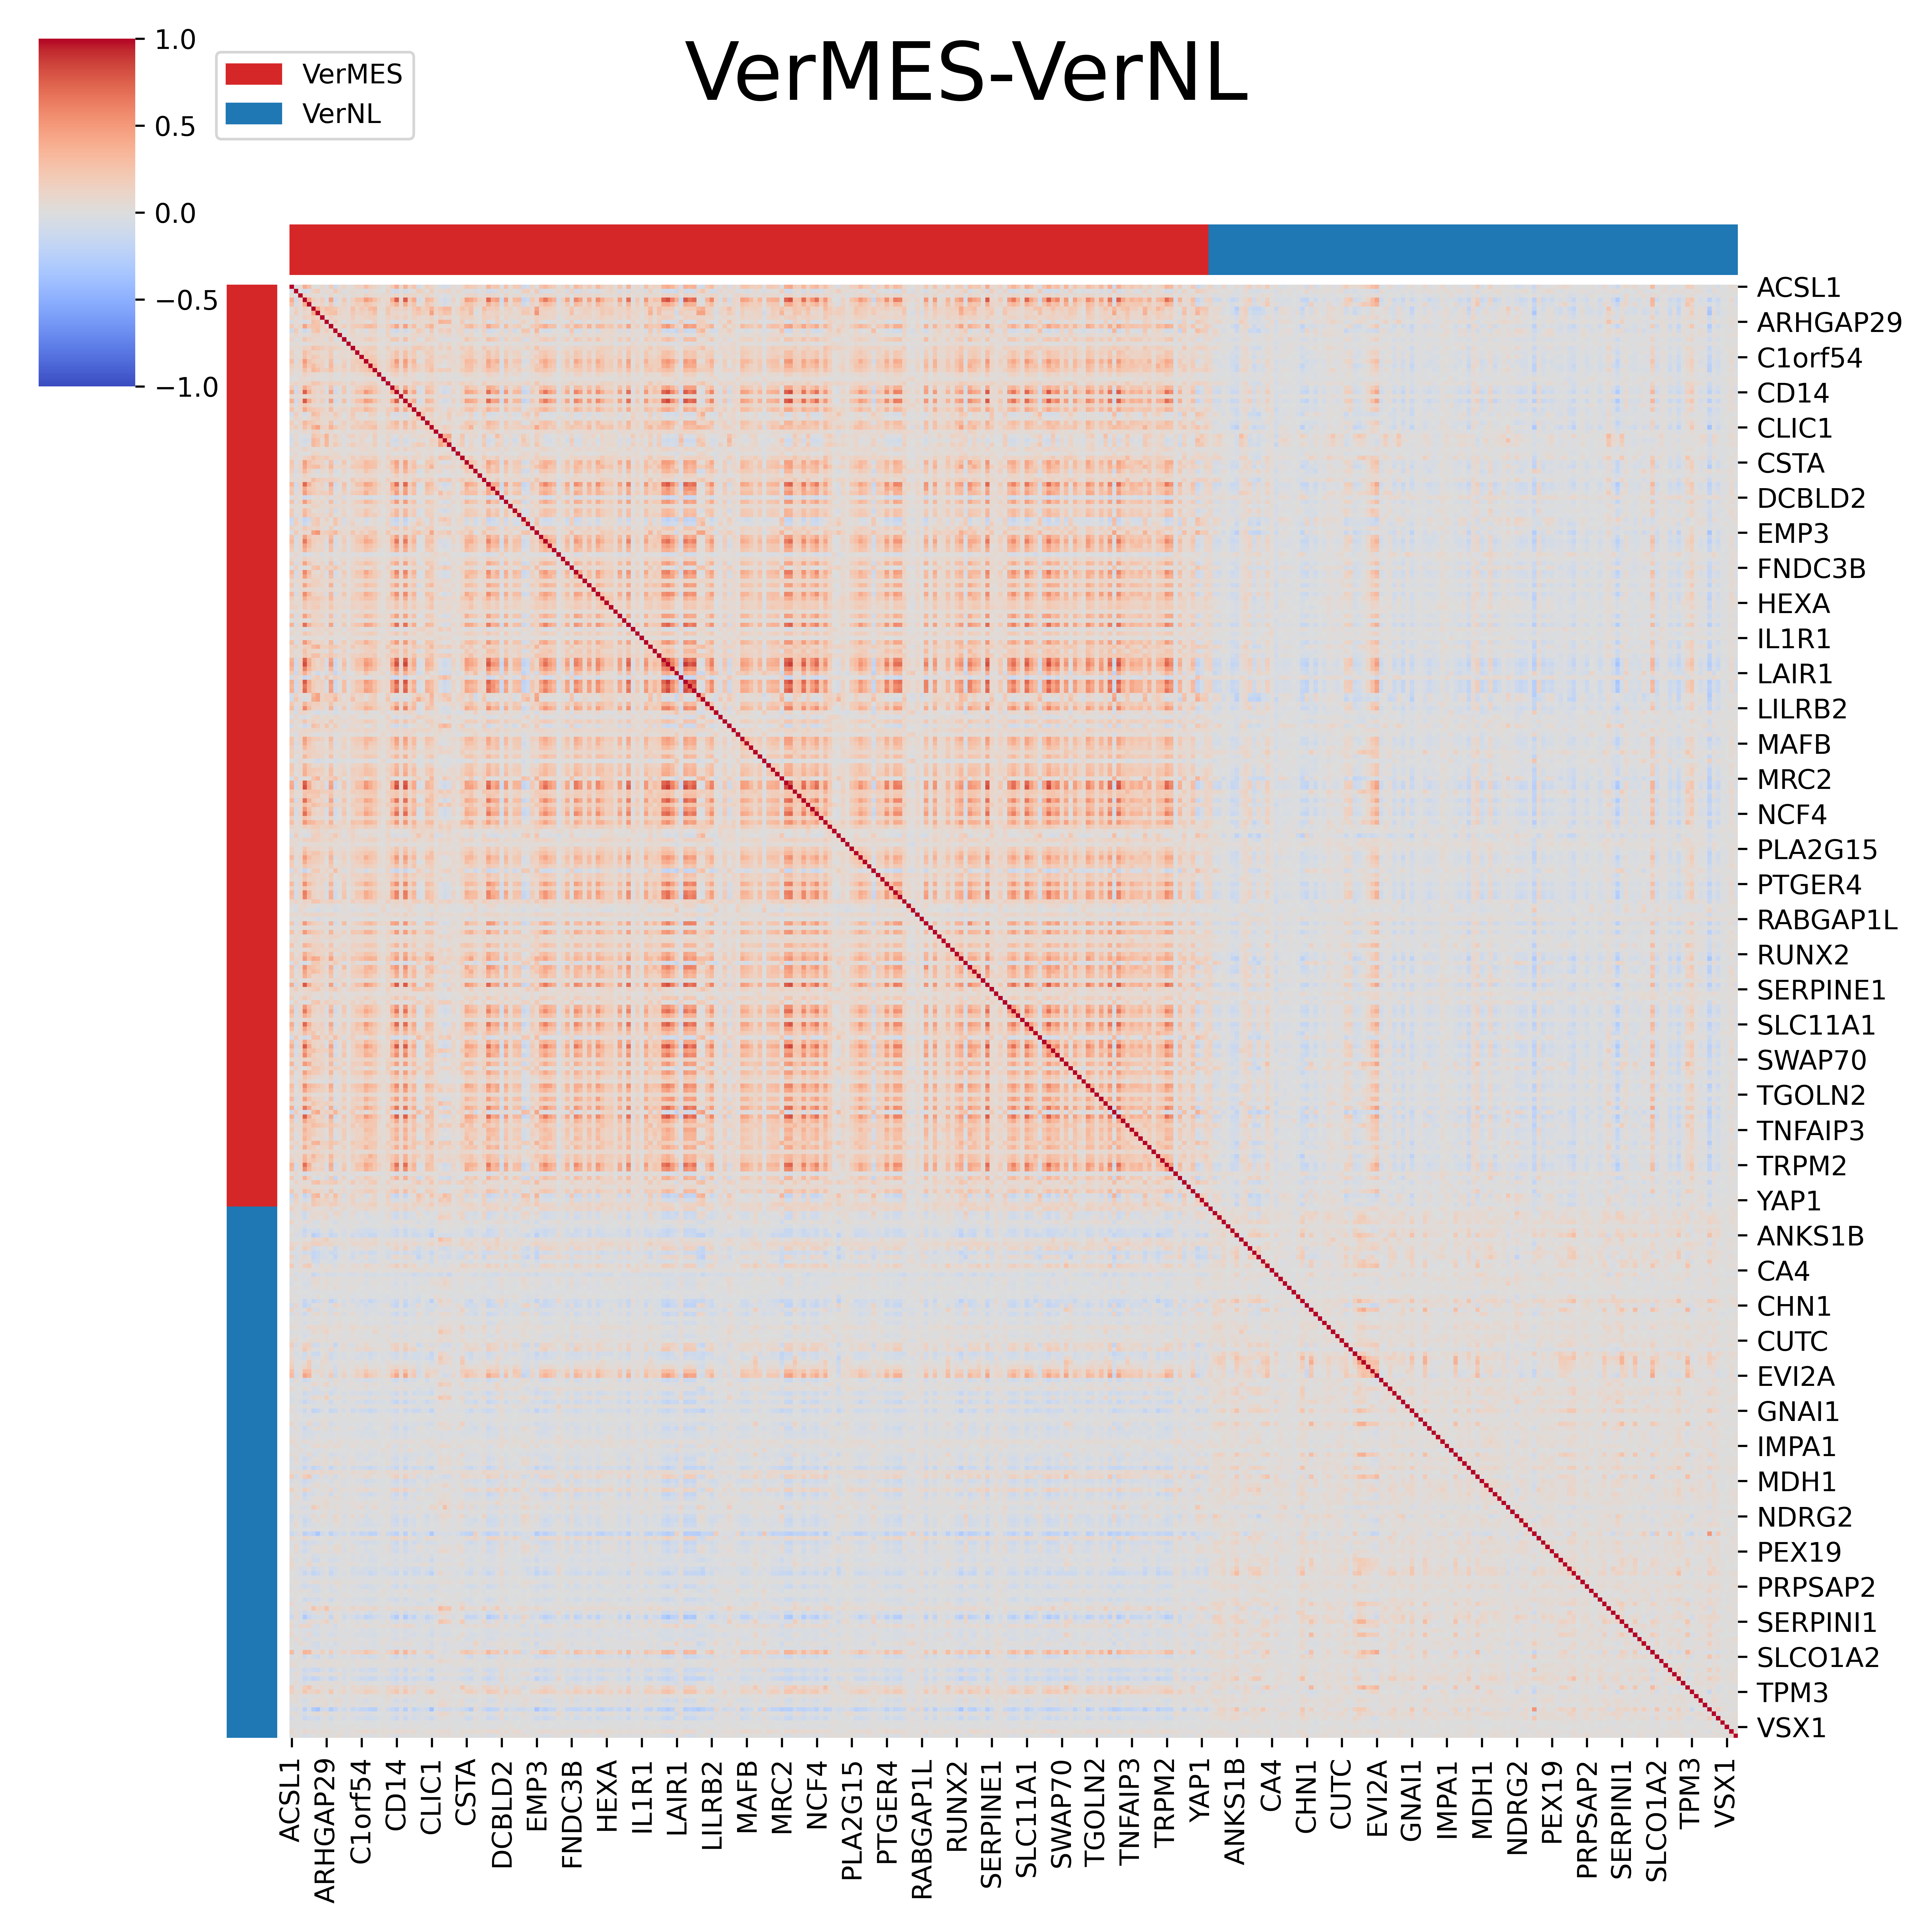 VerMES-VerNL
1.0
0.5
0.0
−0.5
−1.0
VerMES
VerNL
ACSL1
ARHGAP29
C1orf54
CD14
CLIC1
CSTA
DCBLD2
EMP3
FNDC3B
HEXA
IL1R1
LAIR1
LILRB2
MAFB
MRC2
NCF4
PLA2G15
PTGER4
RABGAP1L
RUNX2
SERPINE1
SLC11A1
SWAP70
TGOLN2
TNFAIP3
TRPM2
YAP1
ANKS1B
CA4
CHN1
CUTC
EVI2A
GNAI1
IMPA1
MDH1
NDRG2
PEX19
PRPSAP2
SERPINI1
SLCO1A2
TPM3
VSX1
ACSL1
ARHGAP29
C1orf54
CD14
CLIC1
CSTA
DCBLD2
EMP3
FNDC3B
HEXA
IL1R1
LAIR1
LILRB2
MAFB
MRC2
NCF4
PLA2G15
PTGER4
RABGAP1L
RUNX2
SERPINE1
SLC11A1
SWAP70
TGOLN2
TNFAIP3
TRPM2
YAP1
ANKS1B
CA4
CHN1
CUTC
EVI2A
GNAI1
IMPA1
MDH1
NDRG2
PEX19
PRPSAP2
SERPINI1
SLCO1A2
TPM3
VSX1